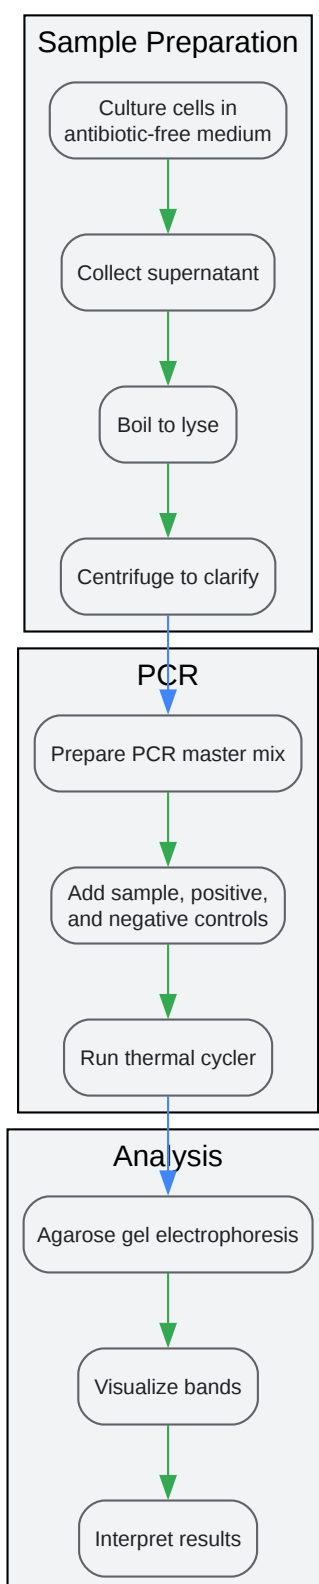 Sample Preparation
Culture cells in
antibiotic-free medium
Collect supernatant
Boil to lyse
Centrifuge to clarify
PCR
Prepare PCR master mix
Add sample, positive,
and negative controls
Run thermal cycler
Analysis
Agarose gel electrophoresis
Visualize bands
Interpret results